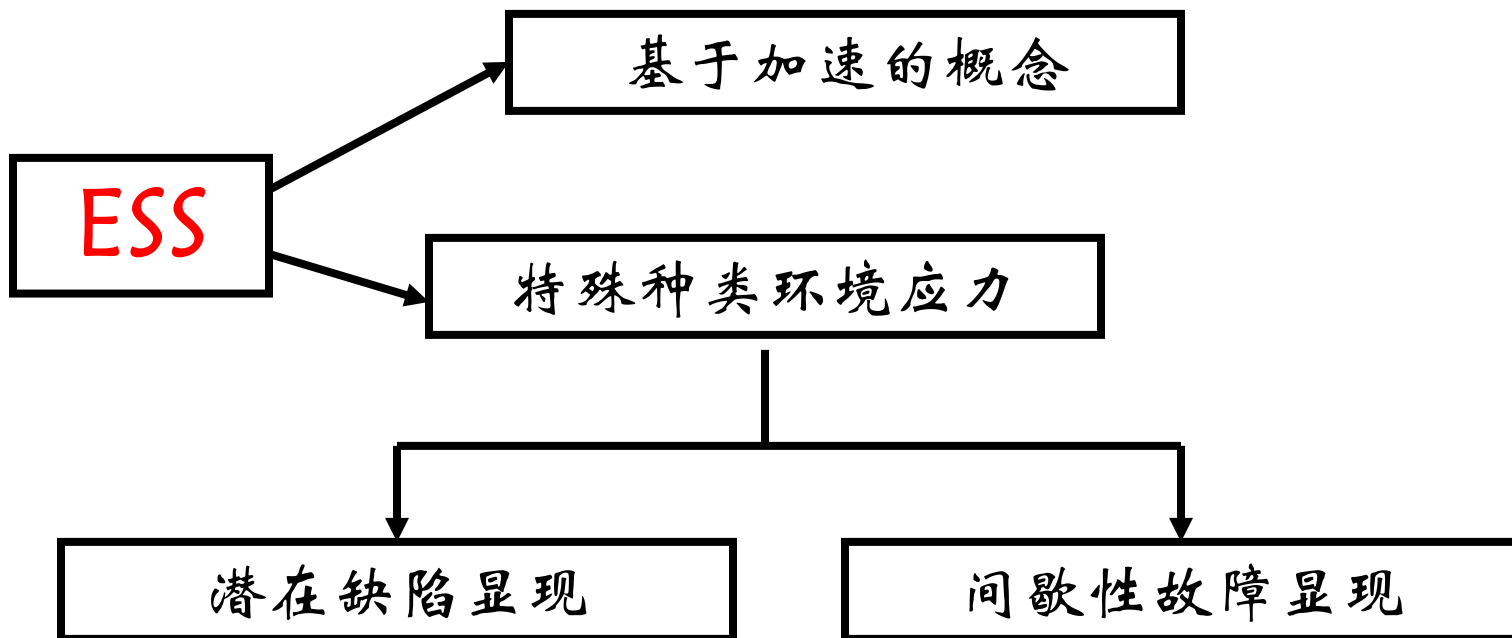 基于加速的概念
ESS
特殊种类环境应力
潜在缺陷显现
间歇性故障显现